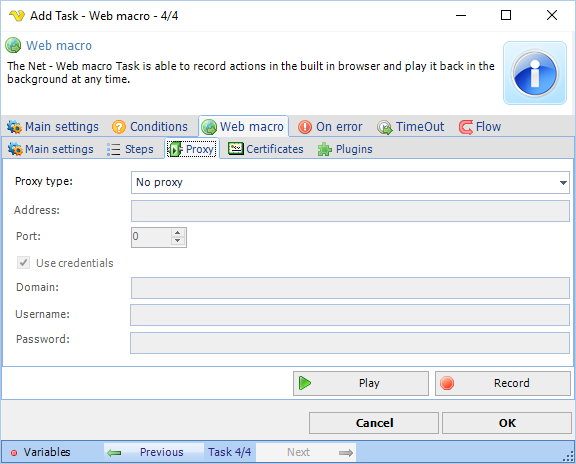 Add Task - Web macro - 4/4
Web macro
The Net - Web macro Task is able to record actions in the built in browser and play it back in the
background at any time.
Main settings Conditions Web macro On error TimeOut Flow
Main settings Steps Proxy Certificates Plugins
Proxy type: No proxy
Address:
Port: 0
Use credentials
Domain:
Username:
Password:
Play Record
Cancel OK
Variables Previous Task 4/4 Next